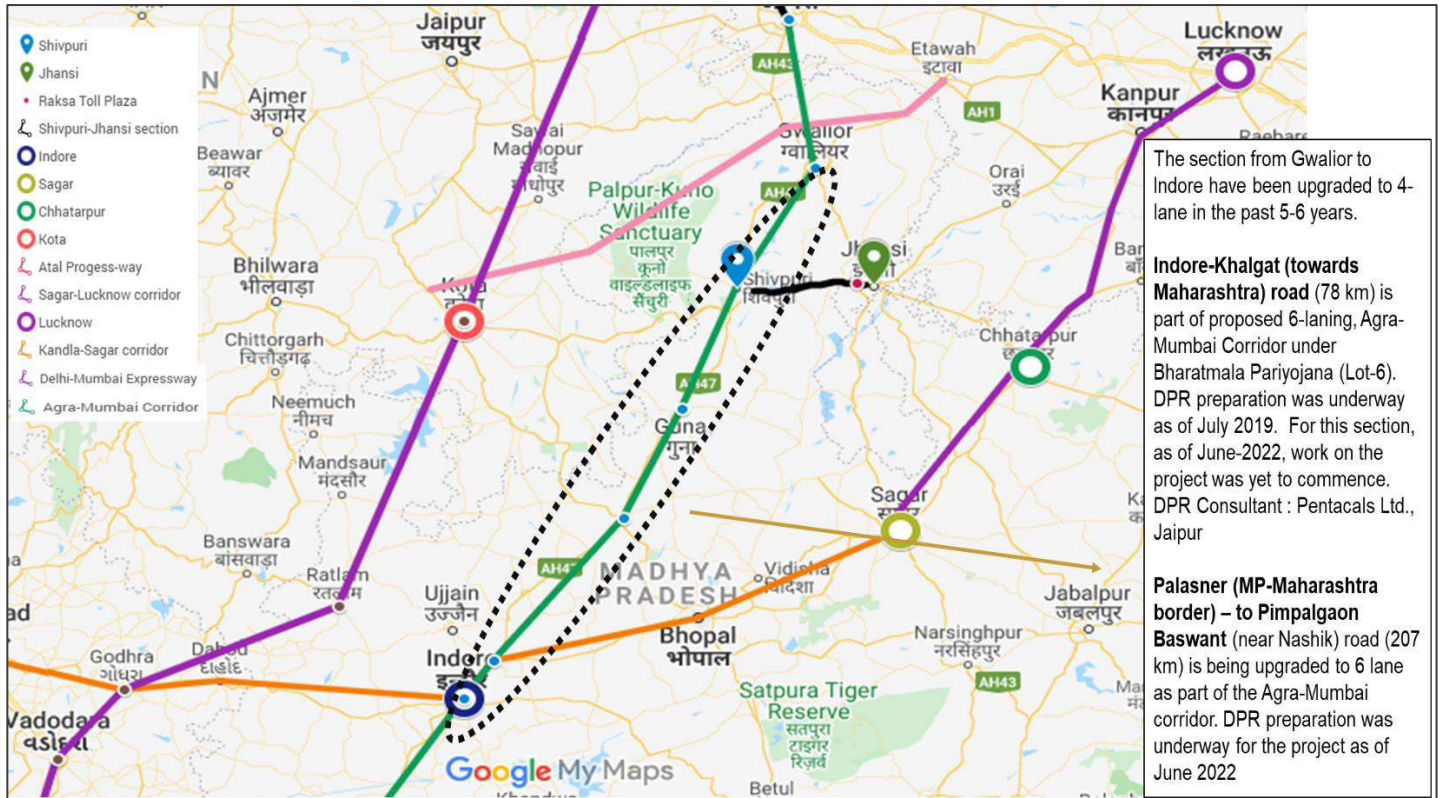 Shivpuri
Jhansi
Raksa Toll Plaza
Shivpuri-Jhansi section
Indore
Sagar
Chhatarpur
Kota
Atal Progess-way
Sagar-Lucknow corridor
Lucknow
Kandla-Sagar corridor
Delhi-Mumbai Expressway
Agra-Mumbai Corridor
Jaipur
जयपुर
AH43
Etawah
इटावा
Lucknow
लखनऊ
N
Ajmer
अजमेर
AH1
Kanpur
कानपुर
Beawar
ब्यावर
Sawai
Madhopur
सवाई
माधोपुर
Gwalior
ग्वालियर
Orai
उरई
Palpur-Kuno
Wildlife
Sanctuary
पालपुर
कूनो
वाइल्डलाइफ
सैंचुरी
Bhilwara
भीलवाड़ा
Kota
Shivpuri
शिवपुरी
Jhansi
Chittorgarh
चित्तौड़गढ़
Chhatarpur
Neemuch
नीमच
AH47
Guna
गुना
Mandsaur
मंदसौर
Sagar
Banswara
बांसवाड़ा
Ratlam
रतलाम
AH47
MADHYA
PRADESH
Vidisha
विदिशा
Ujjain
उज्जैन
Bhopal
भोपाल
Jabalpur
जबलपुर
Narsinghpur
नरसिंहपुर
Indore
Godhra
ગોધરા
Dahod
દાહોદ
AH43
Vadodara
વડોદરા
Satpura Tiger
Reserve
सतपुरा
टाइगर
रिज़र्व
Betul
Google My Maps
The section from Gwalior to
Indore have been upgraded to 4-
lane in the past 5-6 years.
Indore-Khalgat (towards
Maharashtra) road (78 km) is
part of proposed 6-laning, Agra-
Mumbai Corridor under
Bharatmala Pariyojana (Lot-6).
DPR preparation was underway
as of July 2019. For this section,
as of June-2022, work on the
project was yet to commence.
DPR Consultant : Pentacals Ltd.,
Jaipur
Palasner (MP-Maharashtra
border) – to Pimpalgaon
Baswant (near Nashik) road (207
km) is being upgraded to 6 lane
as part of the Agra-Mumbai
corridor. DPR preparation was
underway for the project as of
June 2022